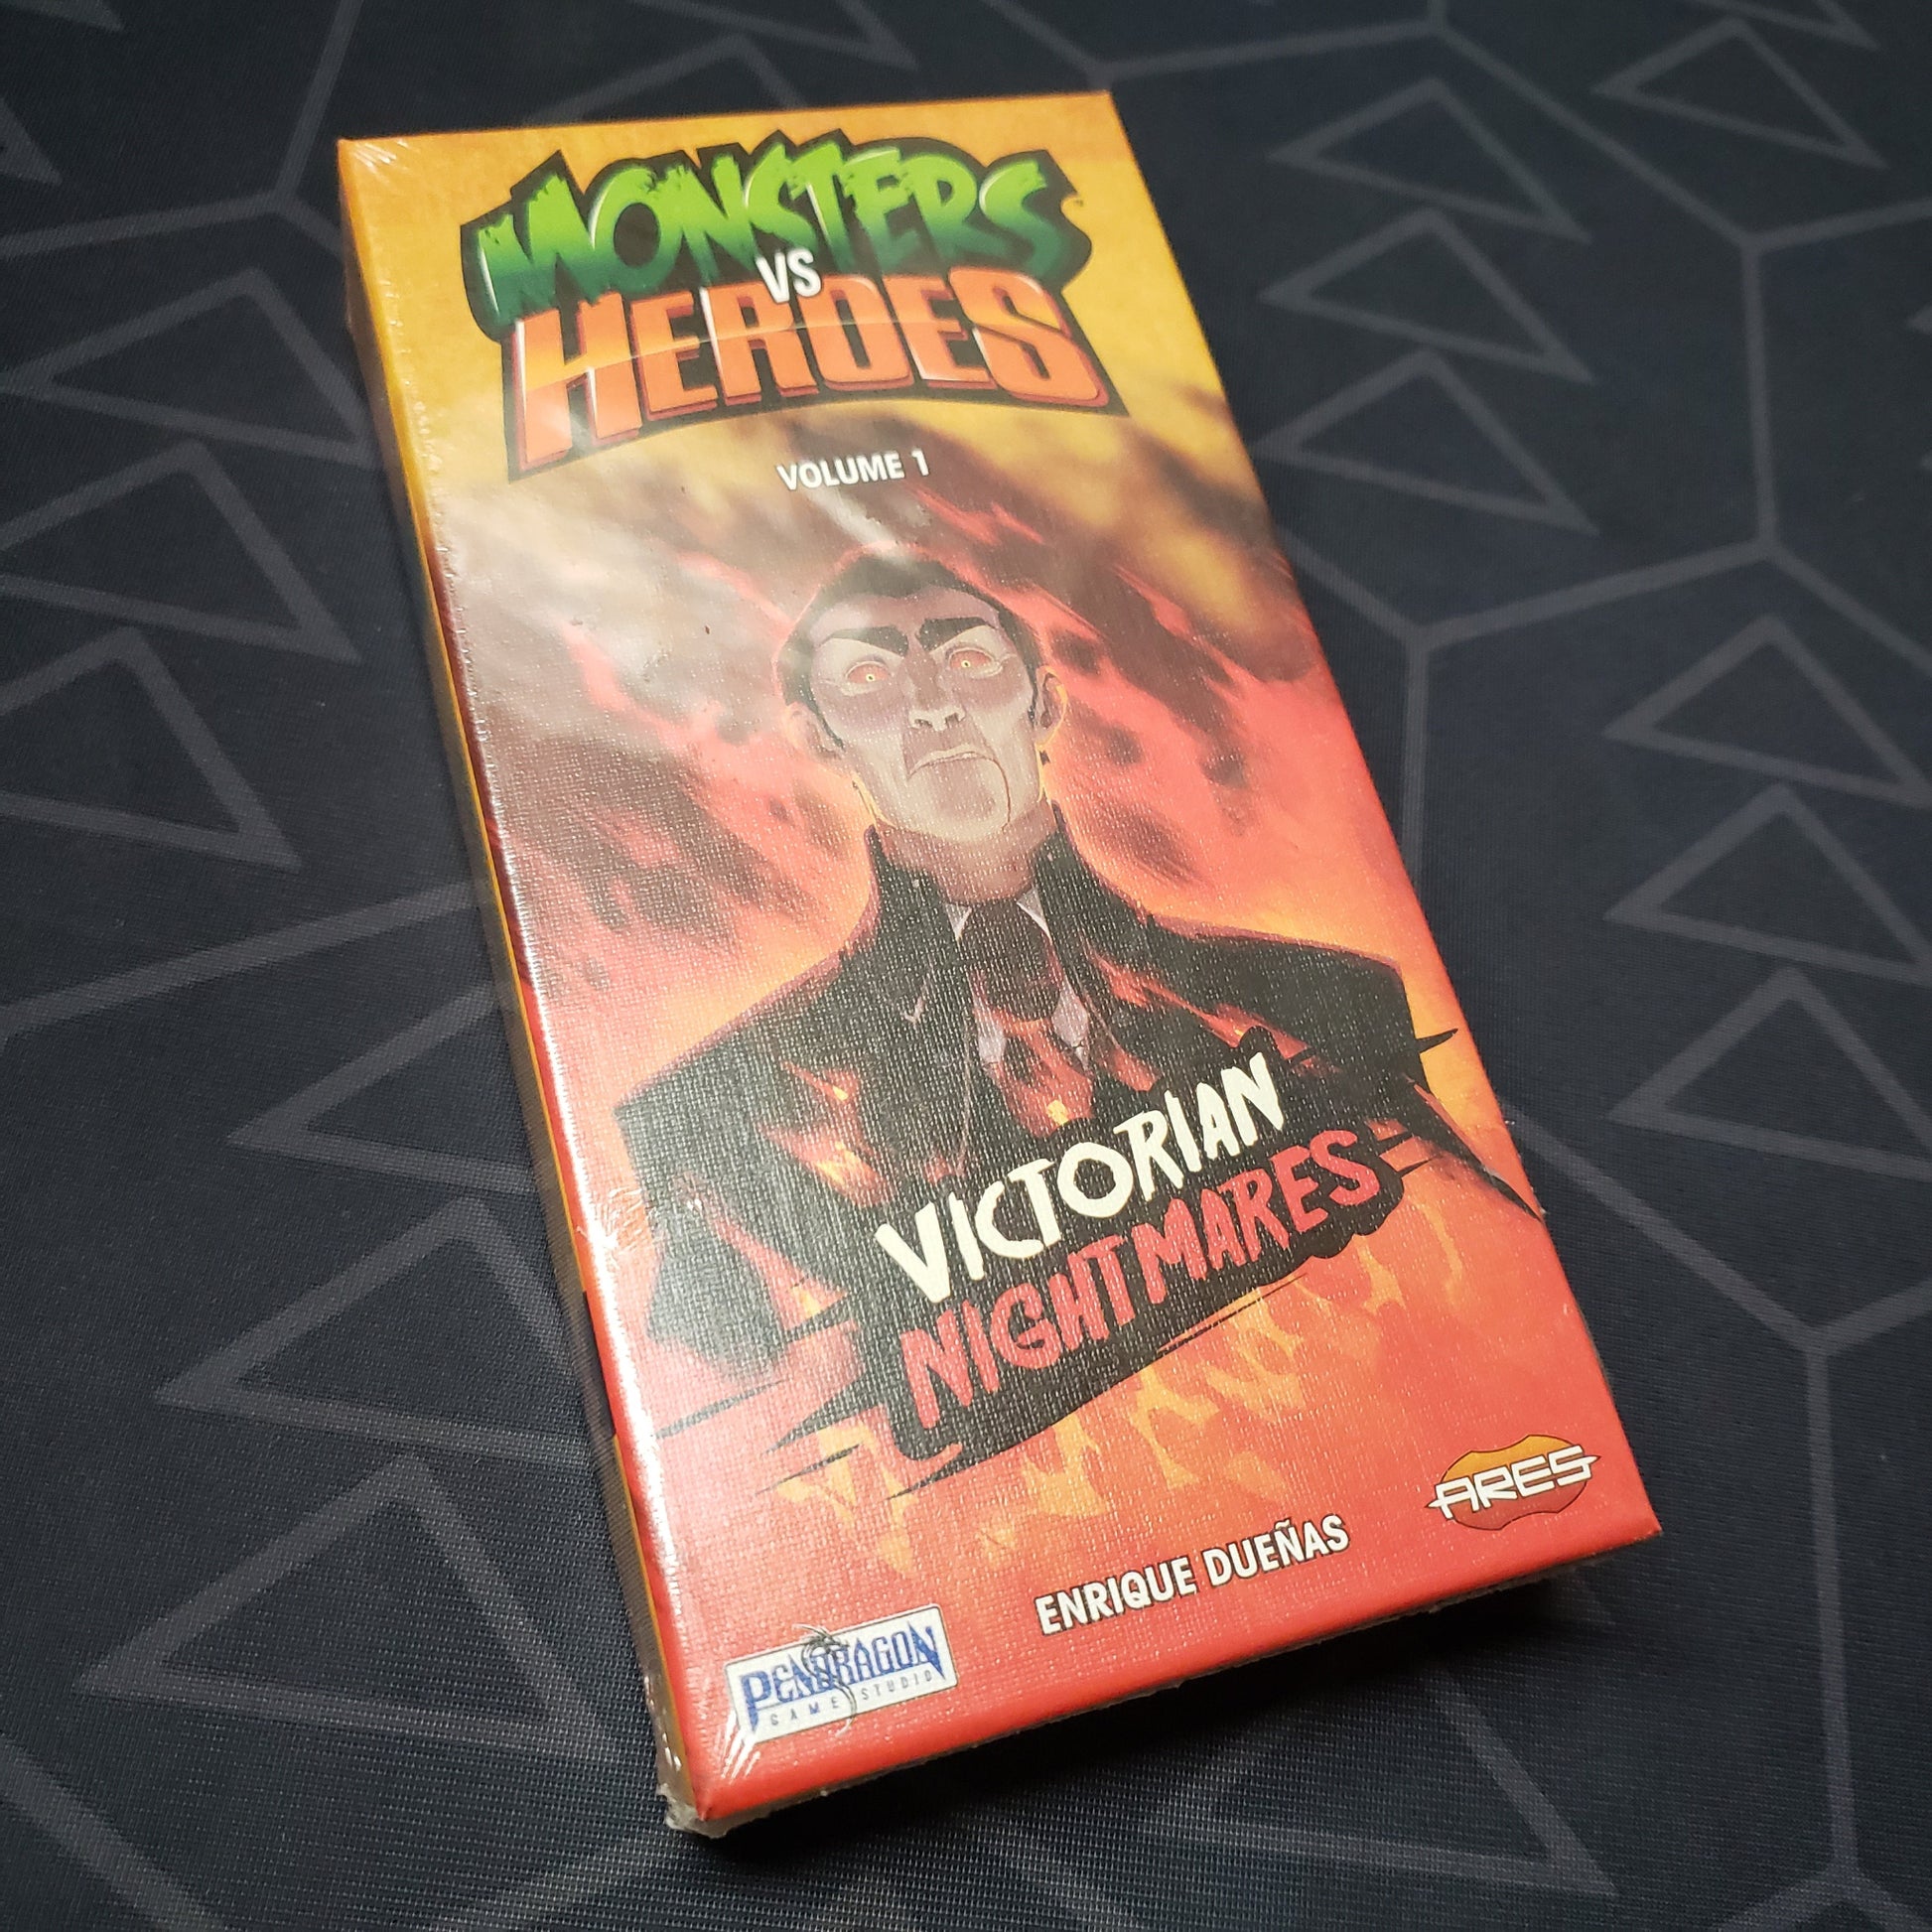 MONSTERS
VS
HEROES
VOLUME 1
VICTORIAN
NIGHTMARES
ARES
ENRIQUE DUEÑAS
PENDRAGON
GAME STUDIO